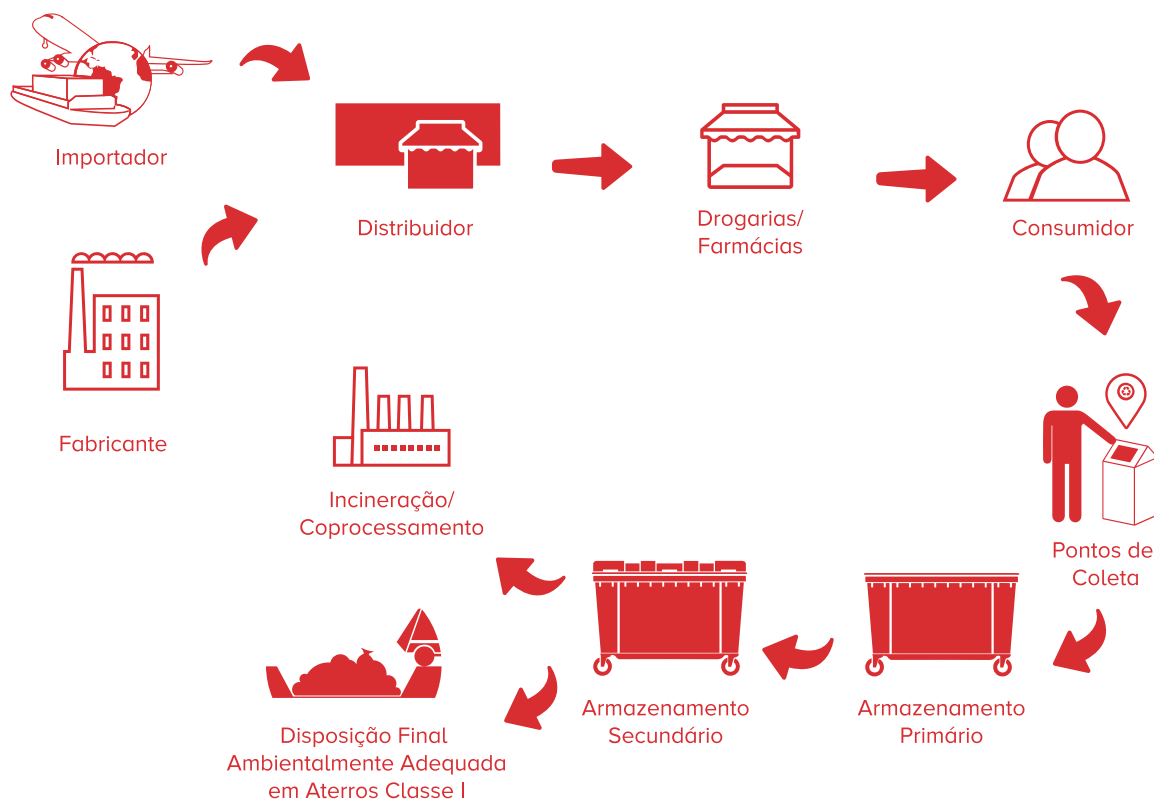 Importador
Distribuidor
Drogarias/
Farmácias
Consumidor
Fabricante
Incineração/
Coprocessamento
Pontos de
Coleta
Armazenamento
Secundário
Armazenamento
Primário
Disposição Final
Ambientalmente Adequada
em Aterros Classe I